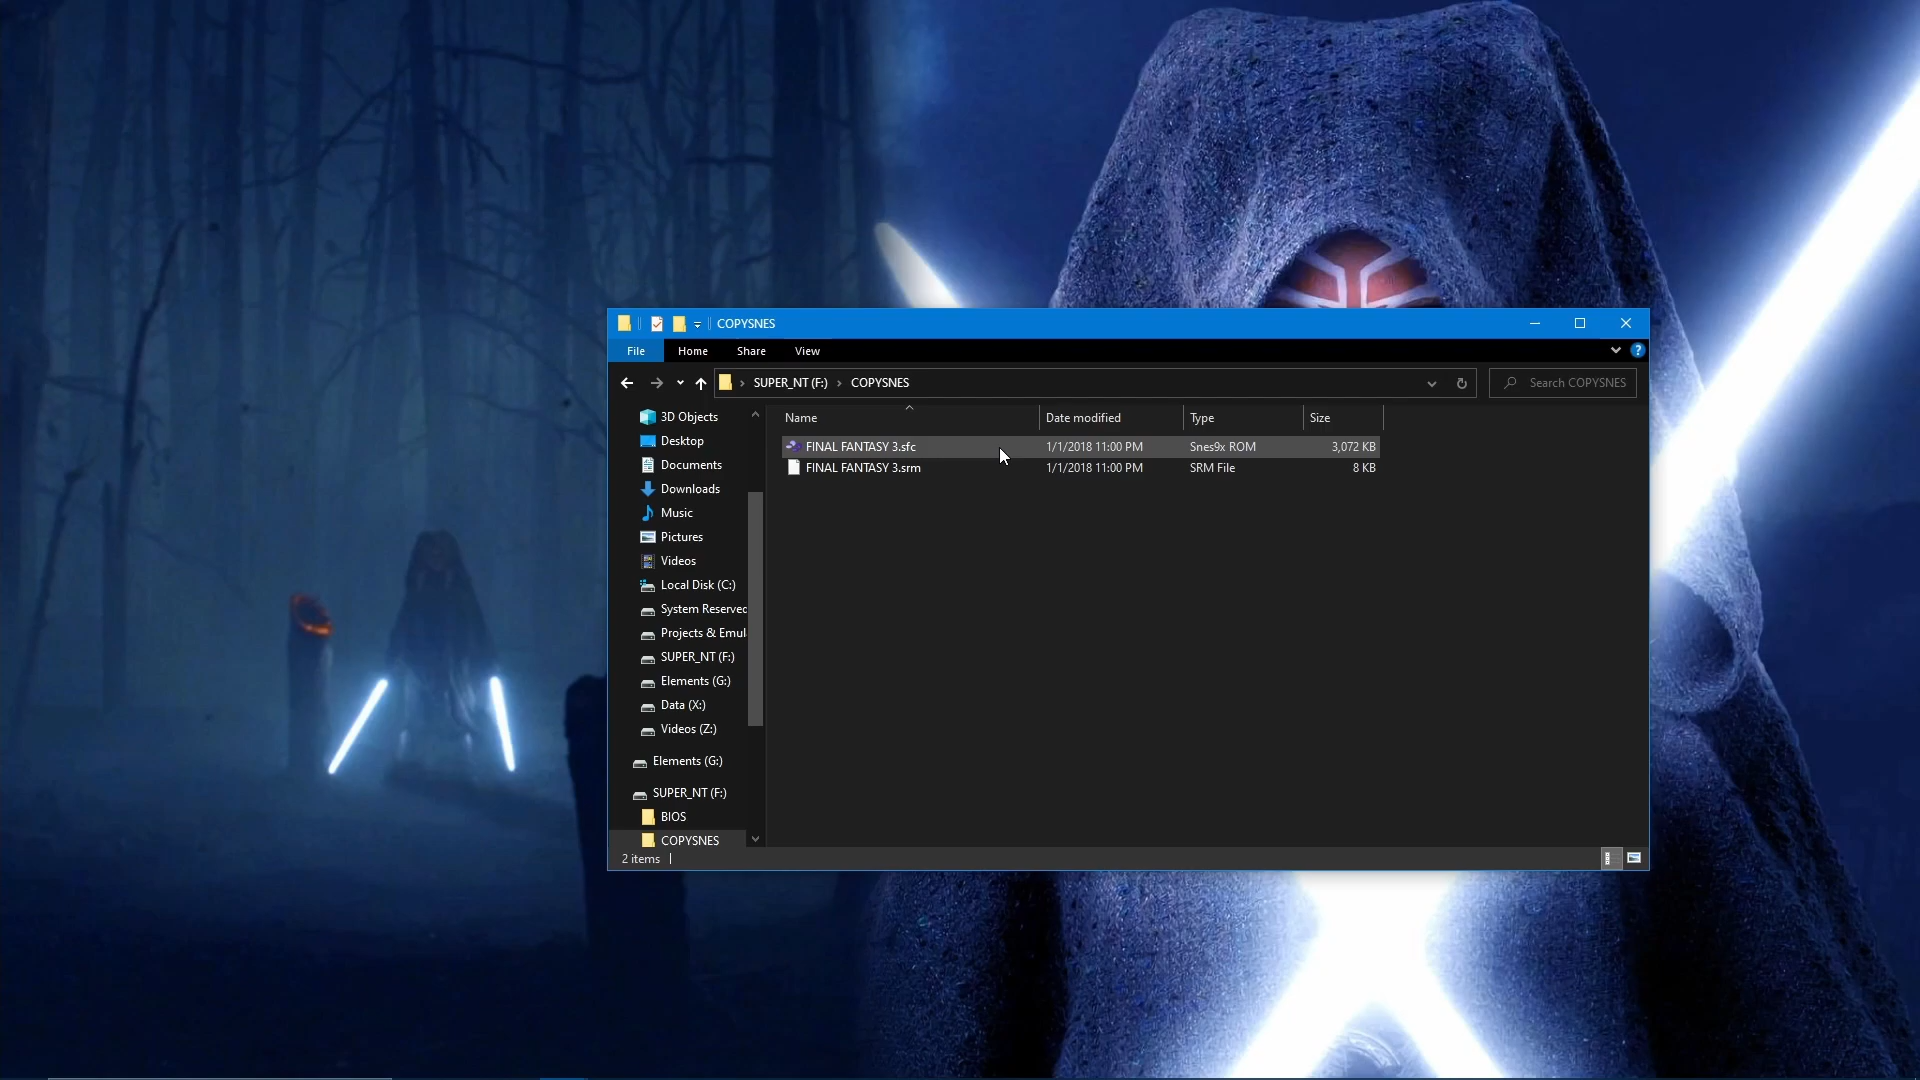 COPYSNES
File Home Share View
SUPER_NT (F:) › COPYSNES
Search COPYSNES
Name Date modified Type Size
FINAL FANTASY 3.sfc 1/1/2018 11:00 PM Snes9x ROM 3,072 KB
FINAL FANTASY 3.srm 1/1/2018 11:00 PM SRM File 8 KB
3D Objects
Desktop
Documents
Downloads
Music
Pictures
Videos
Local Disk (C:)
System Reserved
Projects & Emul
SUPER_NT (F:)
Elements (G:)
Data (X:)
Videos (Z:)
Elements (G:)
SUPER_NT (F:)
BIOS
COPYSNES
2 items